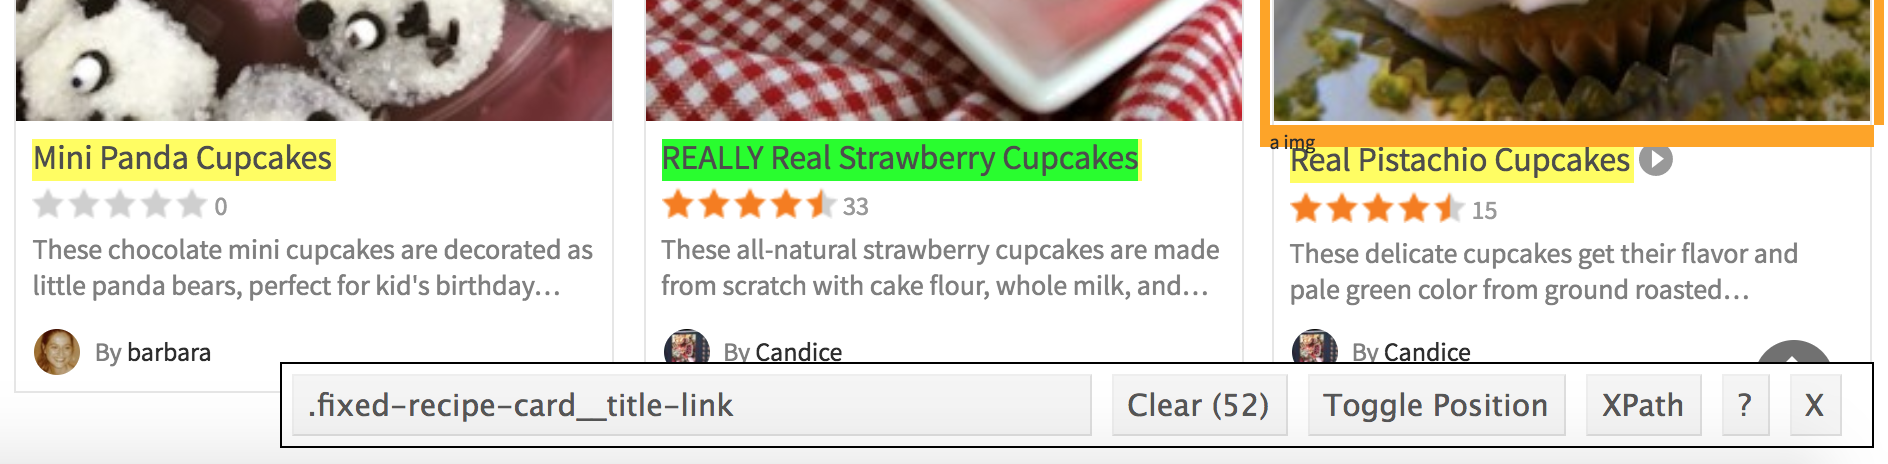 Mini Panda Cupcakes
0
These chocolate mini cupcakes are decorated as
little panda bears, perfect for kid's birthday...
By barbara
REALLY Real Strawberry Cupcakes
33
These all-natural strawberry cupcakes are made
from scratch with cake flour, whole milk, and...
By Candice
a img
Real Pistachio Cupcakes
15
These delicate cupcakes get their flavor and
pale green color from ground roasted...
By Candice
.fixed-recipe-card__title-link
Clear (52)
Toggle Position
XPath
?
X